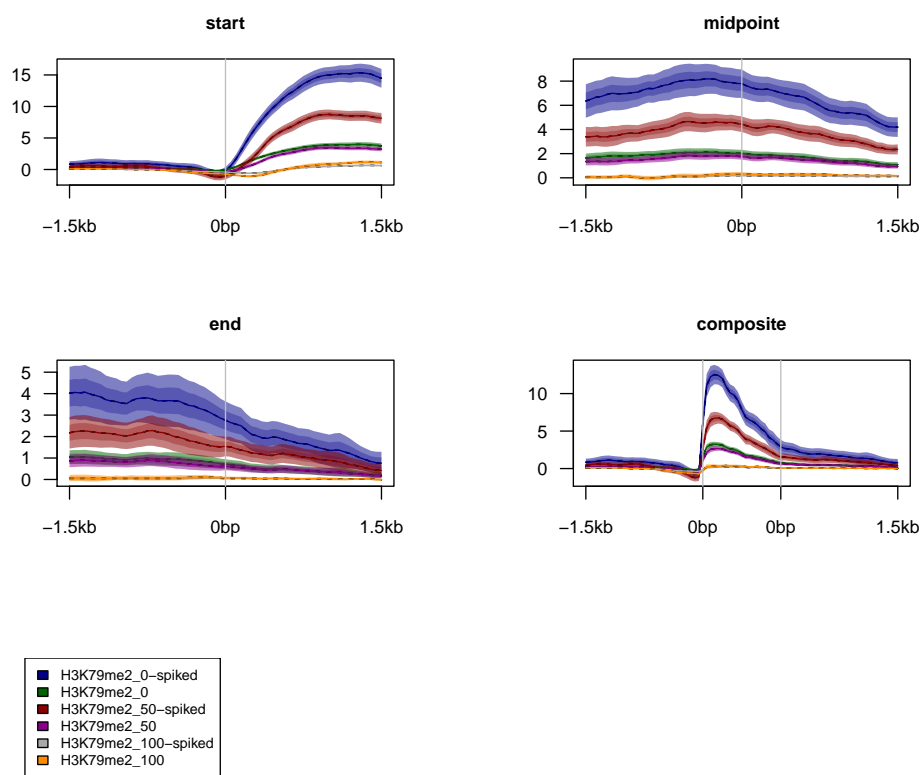 start
15
10
5
0
−1.5kb 0bp 1.5kb
midpoint
8
6
4
2
0
−1.5kb 0bp 1.5kb
end
5
4
3
2
1
0
−1.5kb 0bp 1.5kb
composite
10
5
0
−1.5kb 0bp 0bp 1.5kb
H3K79me2_0−spiked
H3K79me2_0
H3K79me2_50−spiked
H3K79me2_50
H3K79me2_100−spiked
H3K79me2_100